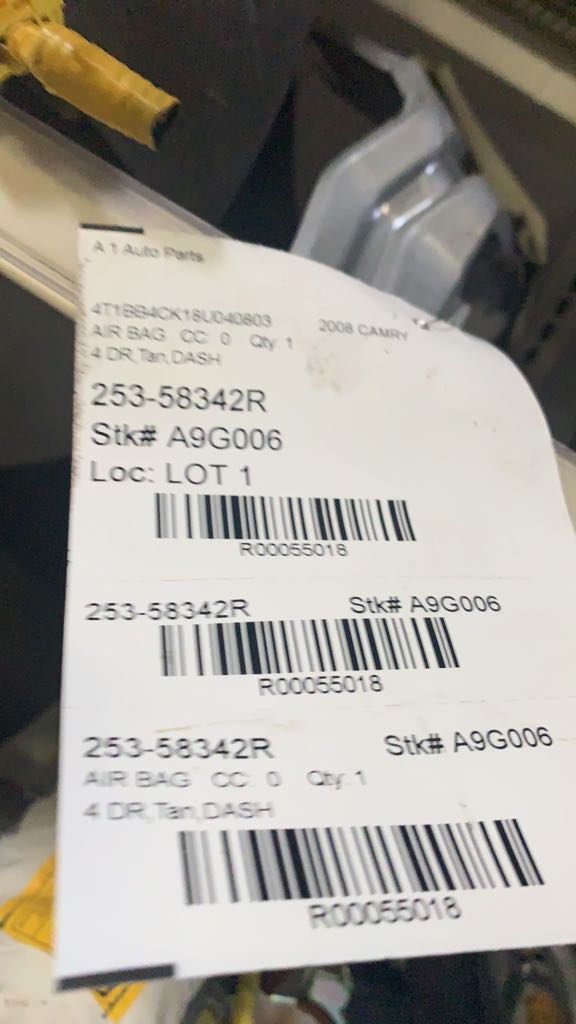 A 1 Auto Parts
4T1BB4CK18U040803 2008 CAMRY
AIR BAG CC: 0 Qty: 1
4 DR,Tan,DASH
253-58342R
Stk# A9G006
Loc: LOT 1
R00055018
253-58342R Stk# A9G006
R00055018
253-58342R Stk# A9G006
AIR BAG CC: 0 Qty: 1
4 DR,Tan,DASH
R00055018